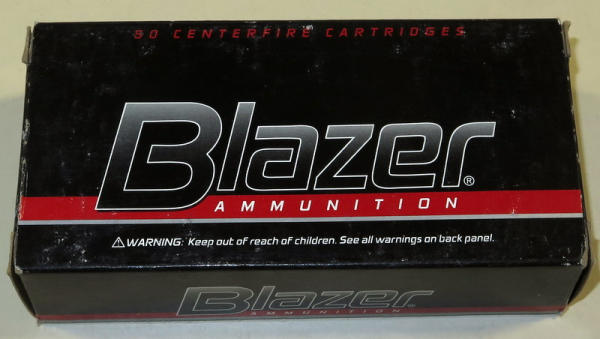 50 CENTERFIRE CARTRIDGES
Blazer®
AMMUNITION
⚠WARNING: Keep out of reach of children. See all warnings on back panel.
Blazer
AMMUNITION